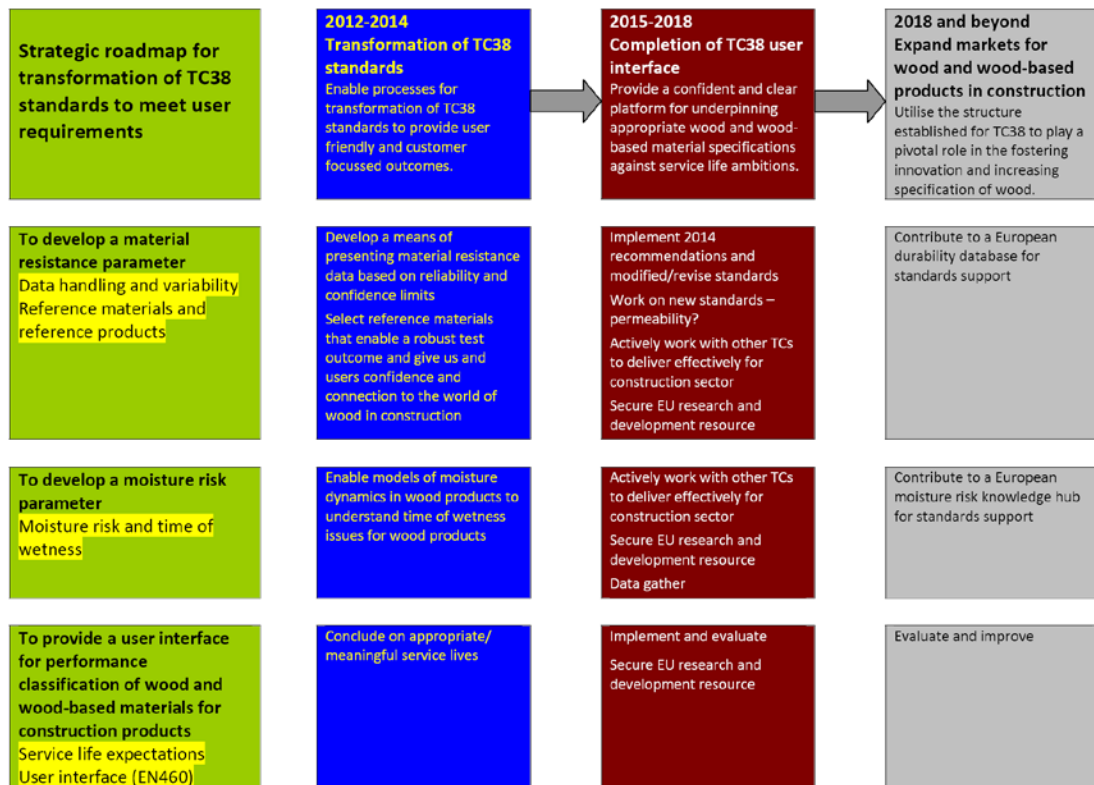 Strategic roadmap for
transformation of TC38
standards to meet user
requirements
2012-2014
Transformation of TC38
standards
Enable processes for
transformation of TC38
standards to provide user
friendly and customer
focussed outcomes.
2015-2018
Completion of TC38 user
interface
Provide a confident and clear
platform for underpinning
appropriate wood and wood-
based material specifications
against service life ambitions.
2018 and beyond
Expand markets for
wood and wood-based
products in construction
Utilise the structure
established for TC38 to play a
pivotal role in the fostering
innovation and increasing
specification of wood.
To develop a material
resistance parameter
Data handling and variability
Reference materials and
reference products
Develop a means of
presenting material resistance
data based on reliability and
confidence limits
Select reference materials
that enable a robust test
outcome and give us and
users confidence and
connection to the world of
wood in construction
Implement 2014
recommendations and
modified/revise standards
Work on new standards –
permeability?
Actively work with other TCs
to deliver effectively for
construction sector
Secure EU research and
development resource
Contribute to a European
durability database for
standards support
To develop a moisture risk
parameter
Moisture risk and time of
wetness
Enable models of moisture
dynamics in wood products to
understand time of wetness
issues for wood products
Actively work with other TCs
to deliver effectively for
construction sector
Secure EU research and
development resource
Data gather
Contribute to a European
moisture risk knowledge hub
for standards support
To provide a user interface
for performance
classification of wood and
wood-based materials for
construction products
Service life expectations
User interface (EN460)
Conclude on appropriate/
meaningful service lives
Implement and evaluate
Secure EU research and
development resource
Evaluate and improve